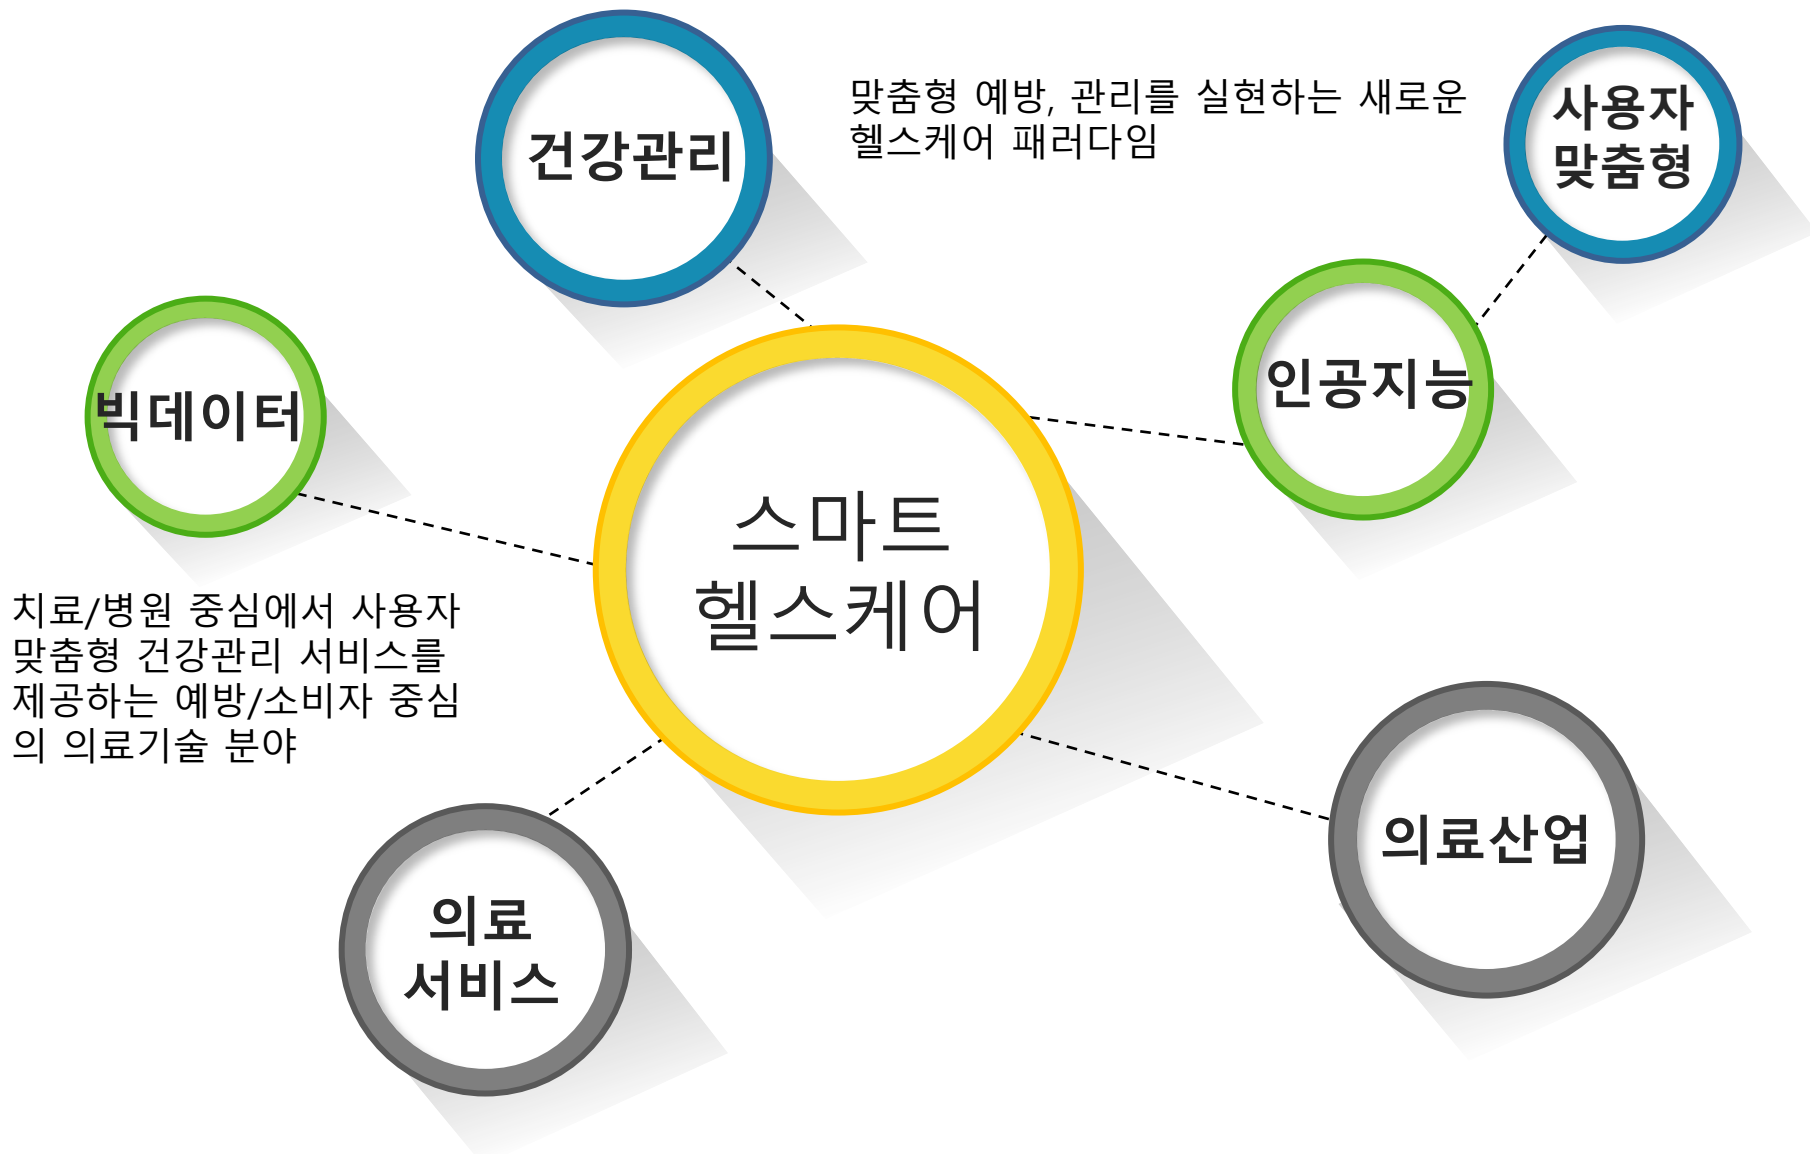 건강관리
맞춤형 예방, 관리를 실현하는 새로운
헬스케어 패러다임
사용자
맞춤형
빅데이터
인공지능
스마트
헬스케어
치료/병원 중심에서 사용자
맞춤형 건강관리 서비스를
제공하는 예방/소비자 중심
의 의료기술 분야
의료산업
의료
서비스